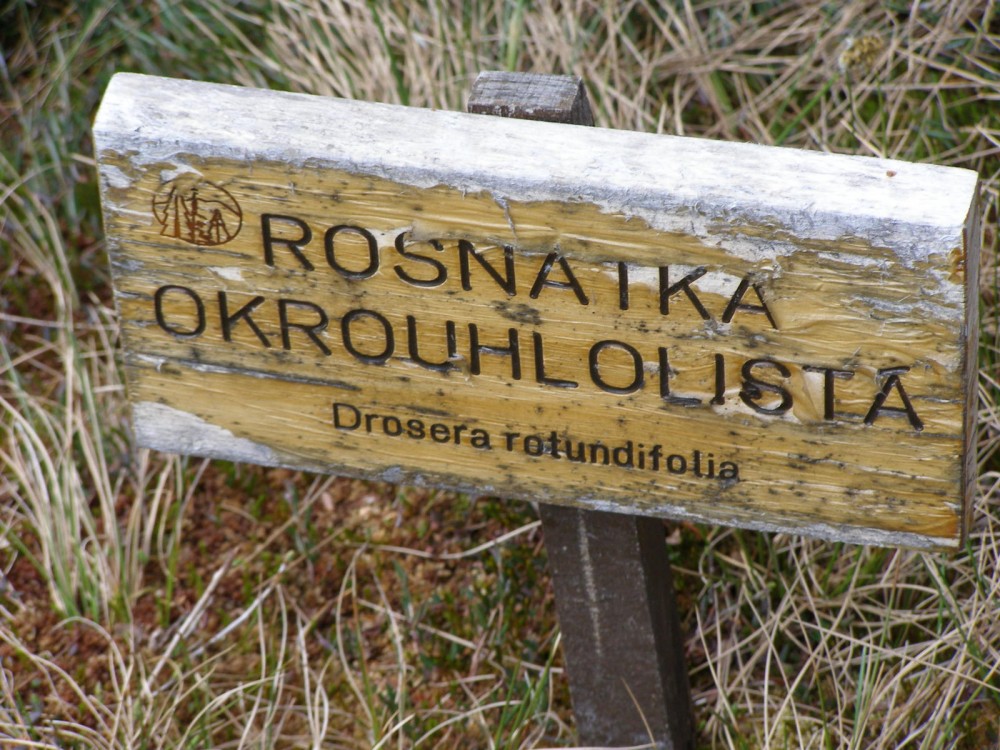 ROSNATKA
OKROUHLOLISTÁ
Drosera rotundifolia